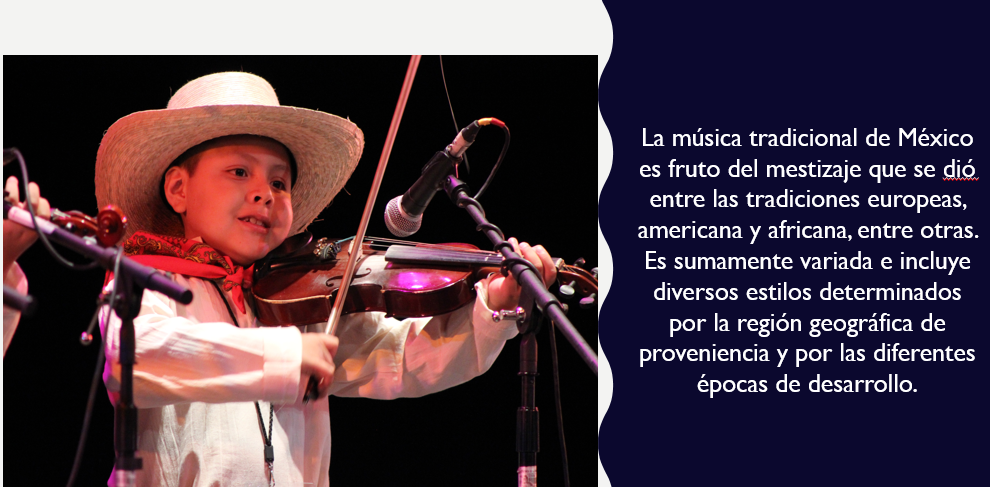 La música tradicional de México
es fruto del mestizaje que se dió
entre las tradiciones europeas,
americana y africana, entre otras.
Es sumamente variada e incluye
diversos estilos determinados
por la región geográfica de
proveniencia y por las diferentes
épocas de desarrollo.